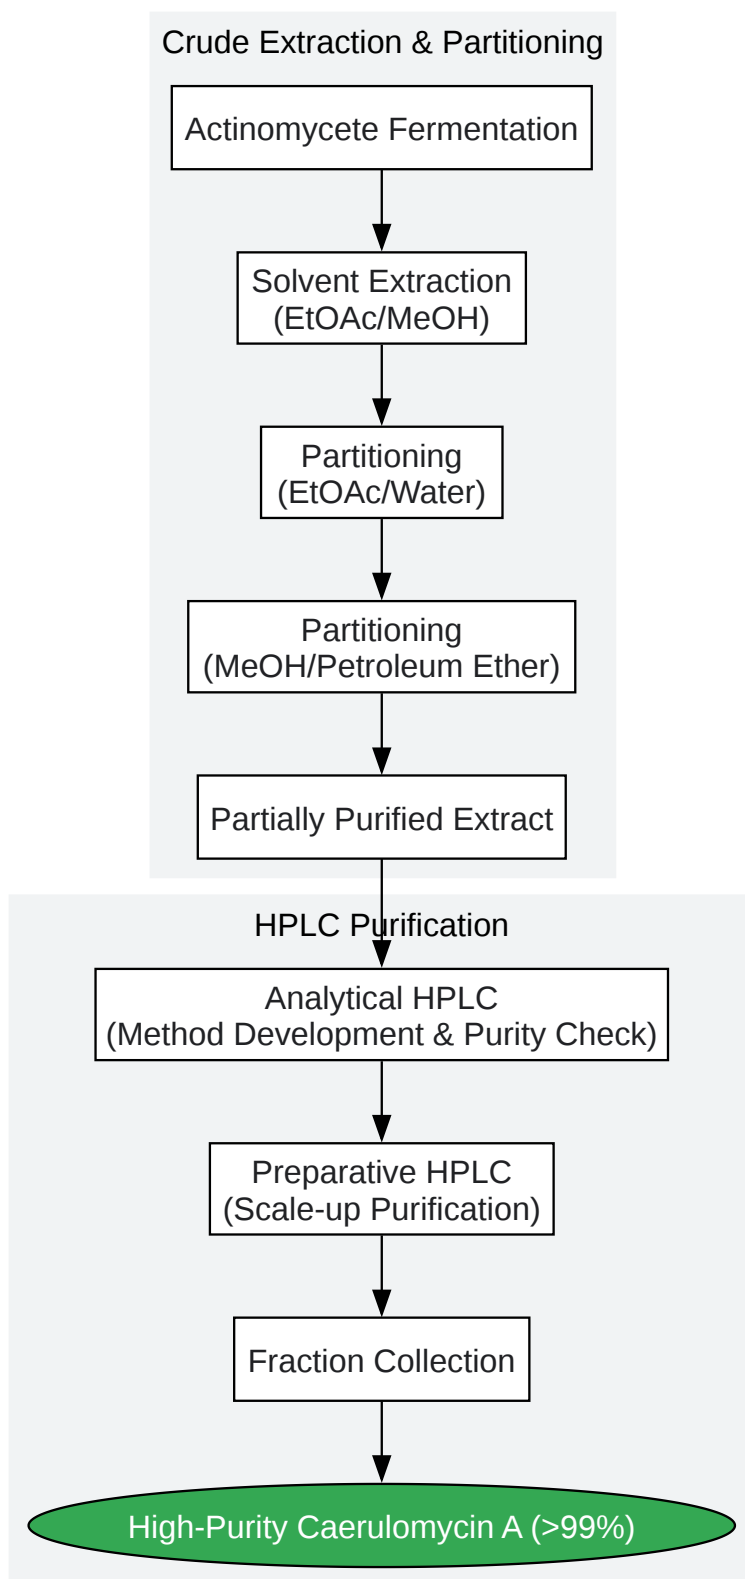 Crude Extraction & Partitioning
Actinomycete Fermentation
Solvent Extraction
(EtOAc/MeOH)
Partitioning
(EtOAc/Water)
Partitioning
(MeOH/Petroleum Ether)
Partially Purified Extract
HPLC Purification
Analytical HPLC
(Method Development & Purity Check)
Preparative HPLC
(Scale-up Purification)
Fraction Collection
High-Purity Caerulomycin A (>99%)